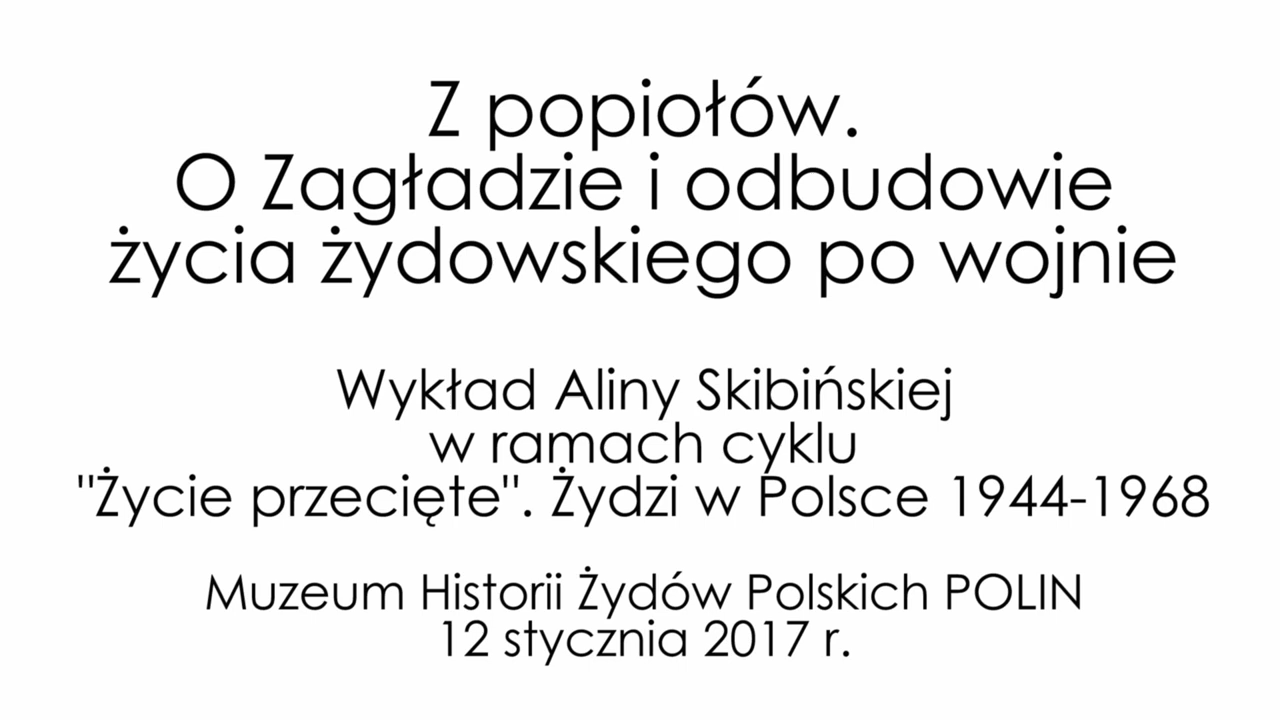 Z popiołów.
O Zagładzie i odbudowie
życia żydowskiego po wojnie
Wykład Aliny Skibińskiej
w ramach cyklu
"Życie przecięte". Żydzi w Polsce 1944-1968
Muzeum Historii Żydów Polskich POLIN
12 stycznia 2017 r.